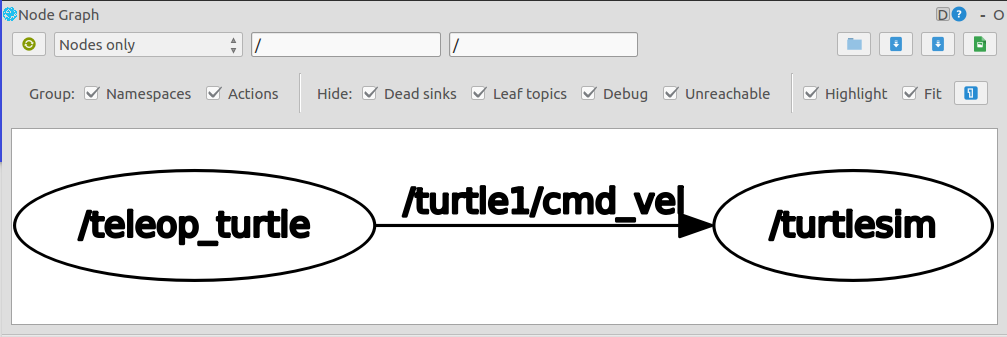 Node Graph D ? - O
Nodes only / /
Group: Namespaces Actions Hide: Dead sinks Leaf topics Debug Unreachable Highlight Fit
/turtle1/cmd_vel
/teleop_turtle /turtlesim